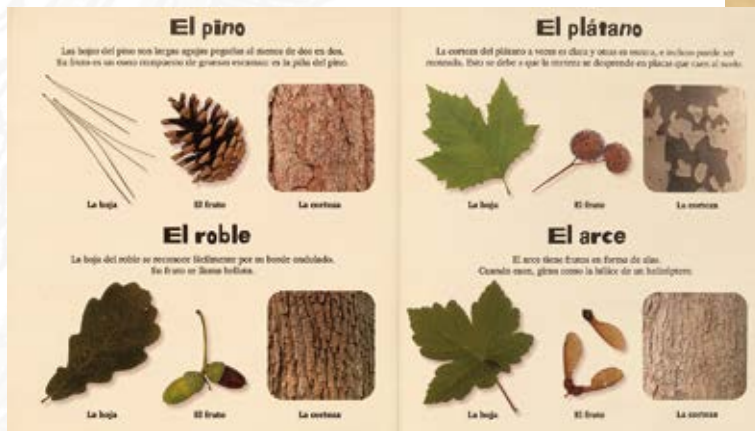 El pino
Las hojas del pino son largas agujas pegadas al menos de dos en dos.
Su fruto es un cono compuesto de gruesas escamas: es la piña del pino.
La hoja
El fruto
La corteza
El roble
La hoja del roble se reconoce fácilmente por su borde ondulado.
Su fruto se llama bellota.
La hoja
El fruto
La corteza
El plátano
La corteza del plátano a veces es clara y otras es oscura, e incluso puede ser
moteada. Esto se debe a que la corteza se desprende en placas que caen al suelo.
La hoja
El fruto
La corteza
El arce
El arce tiene frutos en forma de alas.
Cuando caen, giran como la hélice de un helicóptero.
La hoja
El fruto
La corteza